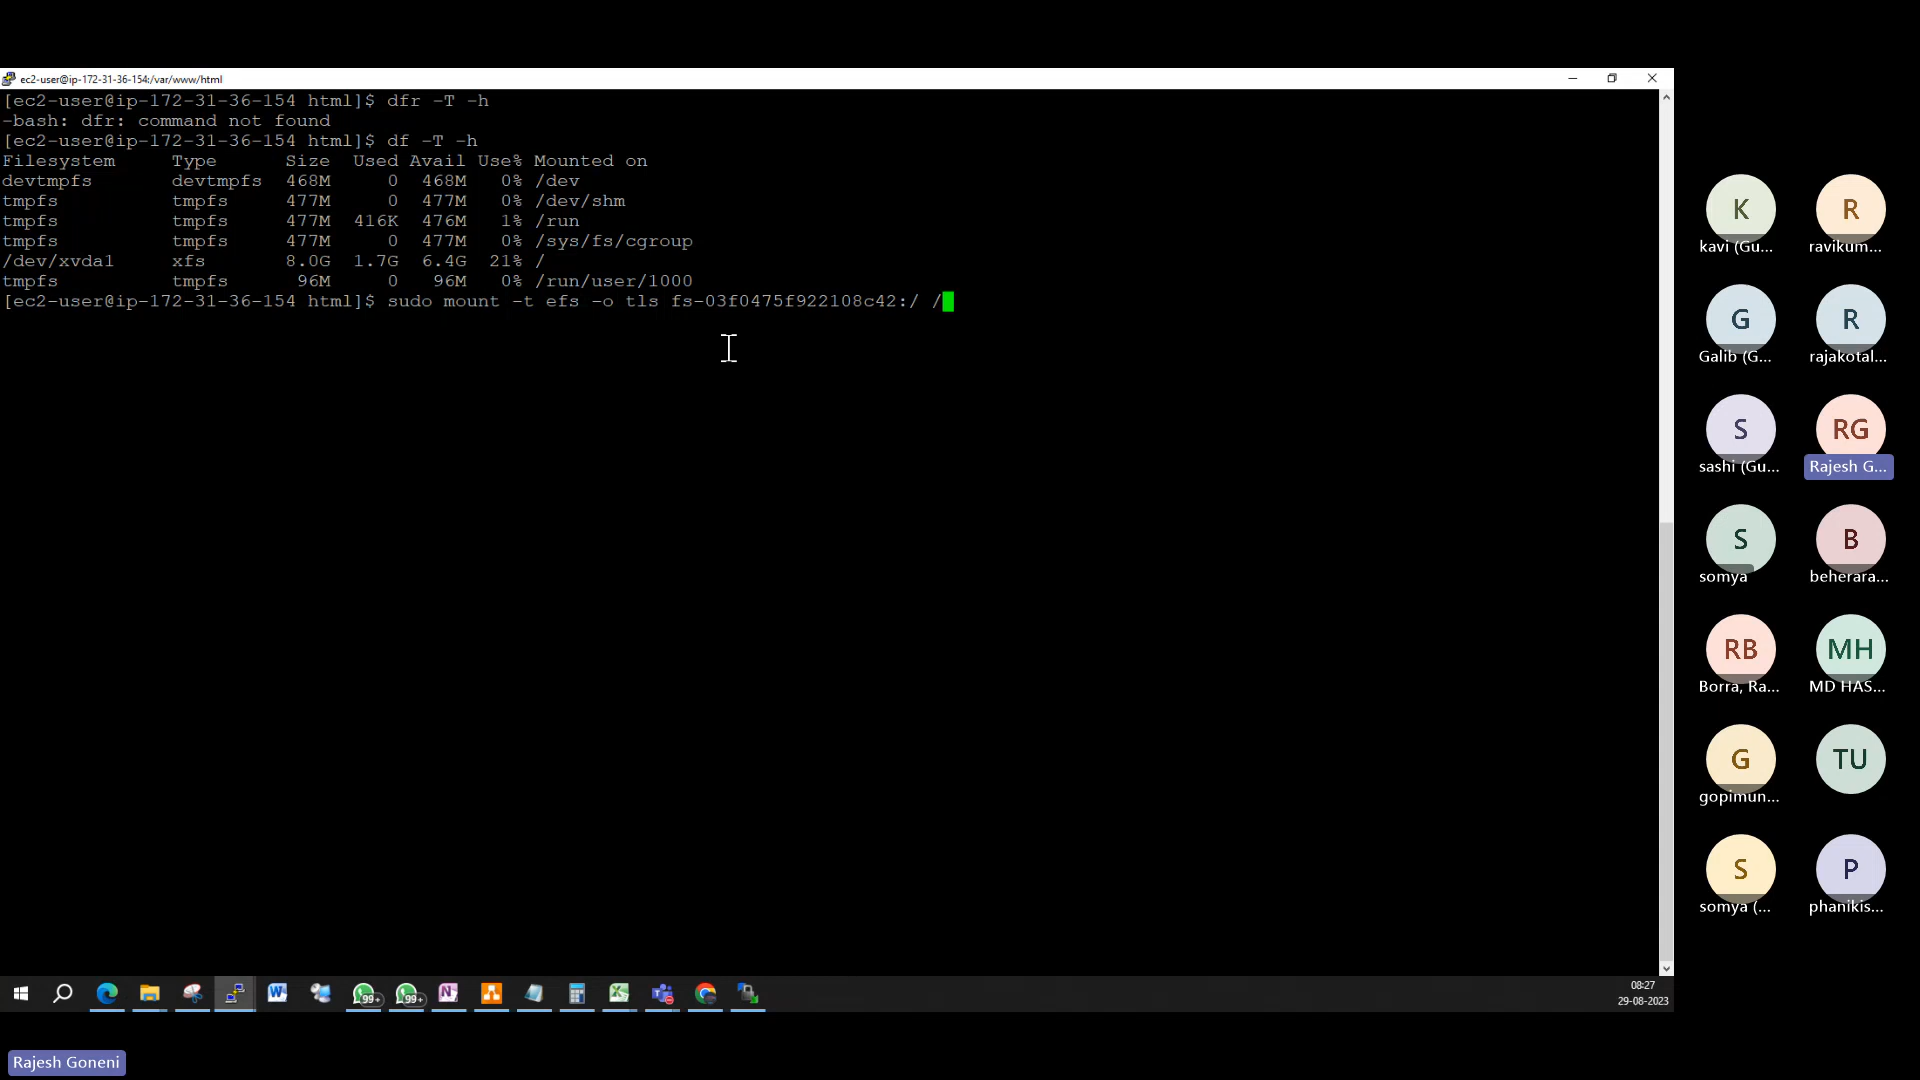 ec2-user@ip-172-31-36-154:/var/www/html
[ec2-user@ip-172-31-36-154 html]$ dfr -T -h
-bash: dfr: command not found
[ec2-user@ip-172-31-36-154 html]$ df -T -h
Filesystem Type Size Used Avail Use% Mounted on
devtmpfs devtmpfs 468M 0 468M 0% /dev
tmpfs tmpfs 477M 0 477M 0% /dev/shm
tmpfs tmpfs 477M 416K 476M 1% /run
tmpfs tmpfs 477M 0 477M 0% /sys/fs/cgroup
/dev/xvda1 xfs 8.0G 1.7G 6.4G 21% /
tmpfs tmpfs 96M 0 96M 0% /run/user/1000
[ec2-user@ip-172-31-36-154 html]$ sudo mount -t efs -o tls fs-03f0475f922108c42:/ /
K
kavi (Gu...
R
ravikum...
G
Galib (G...
R
rajakotal...
S
sashi (Gu...
RG
Rajesh G...
S
somya
B
beherara...
RB
Borra, Ra...
MH
MD HAS...
G
gopimun...
TU
S
somya (...
P
phanikis...
99+
99+
08:27
29-08-2023
Rajesh Goneni